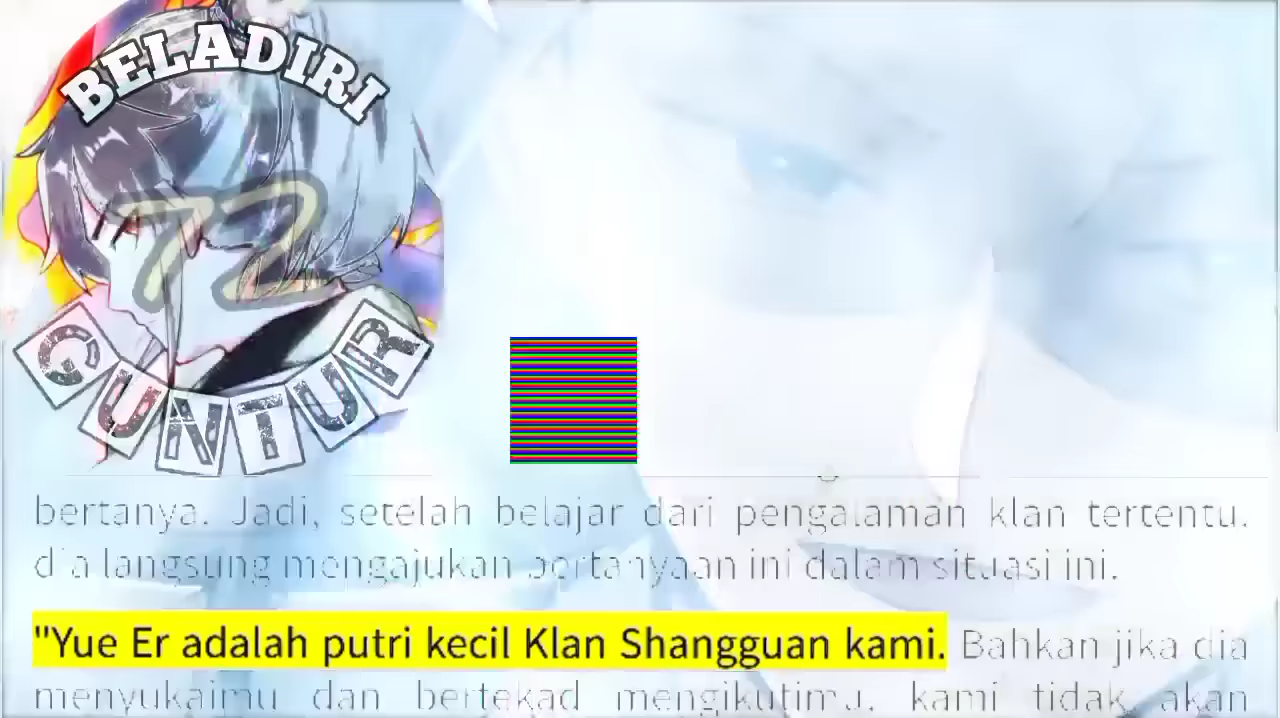 BELADIRI
72
GUNTUR
bertanya. Jadi, setelah belajar dari pengalaman klan tertentu.
dia langsung mengajukan pertanyaan ini dalam situasi ini.
"Yue Er adalah putri kecil Klan Shangguan kami. Bahkan jika dia
menyukaimu dan bertekad mengikutimu. kami tidak akan